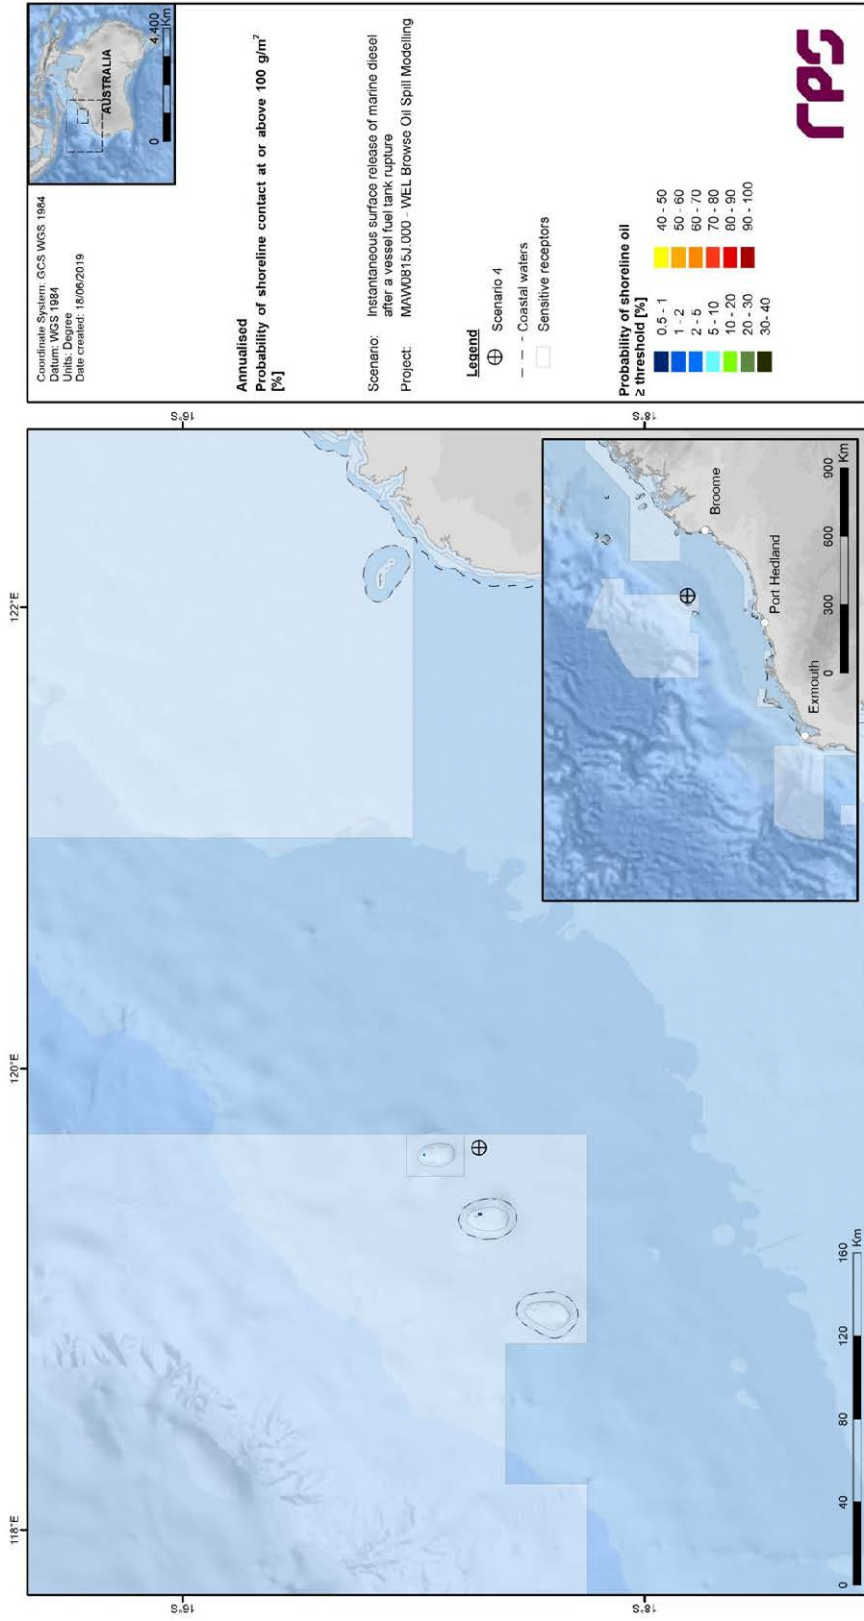 118°E
120°E
122°E
16°S
18°S
16°S
18°S
0 40 80 120 160
Km
Exmouth
Port Hedland
Broome
0 300 600 900
Km
Coordinate System: GCS WGS 1984
Datum: WGS 1984
Units: Degree
Date created: 18/06/2019
AUSTRALIA
0 4,400
Km
Annualised
Probability of shoreline contact at or above 100 g/m²
[%]
Scenario: Instantaneous surface release of marine diesel
after a vessel fuel tank rupture
Project: MAW0815J.000 - WEL Browse Oil Spill Modelling
Legend
Scenario 4
Coastal waters
Sensitive receptors
Probability of shoreline oil
≥ threshold [%]
0.5 - 1
1 - 2
2 - 5
5 - 10
10 - 20
20 - 30
30 - 40
40 - 50
50 - 60
60 - 70
70 - 80
80 - 90
90 - 100
rps